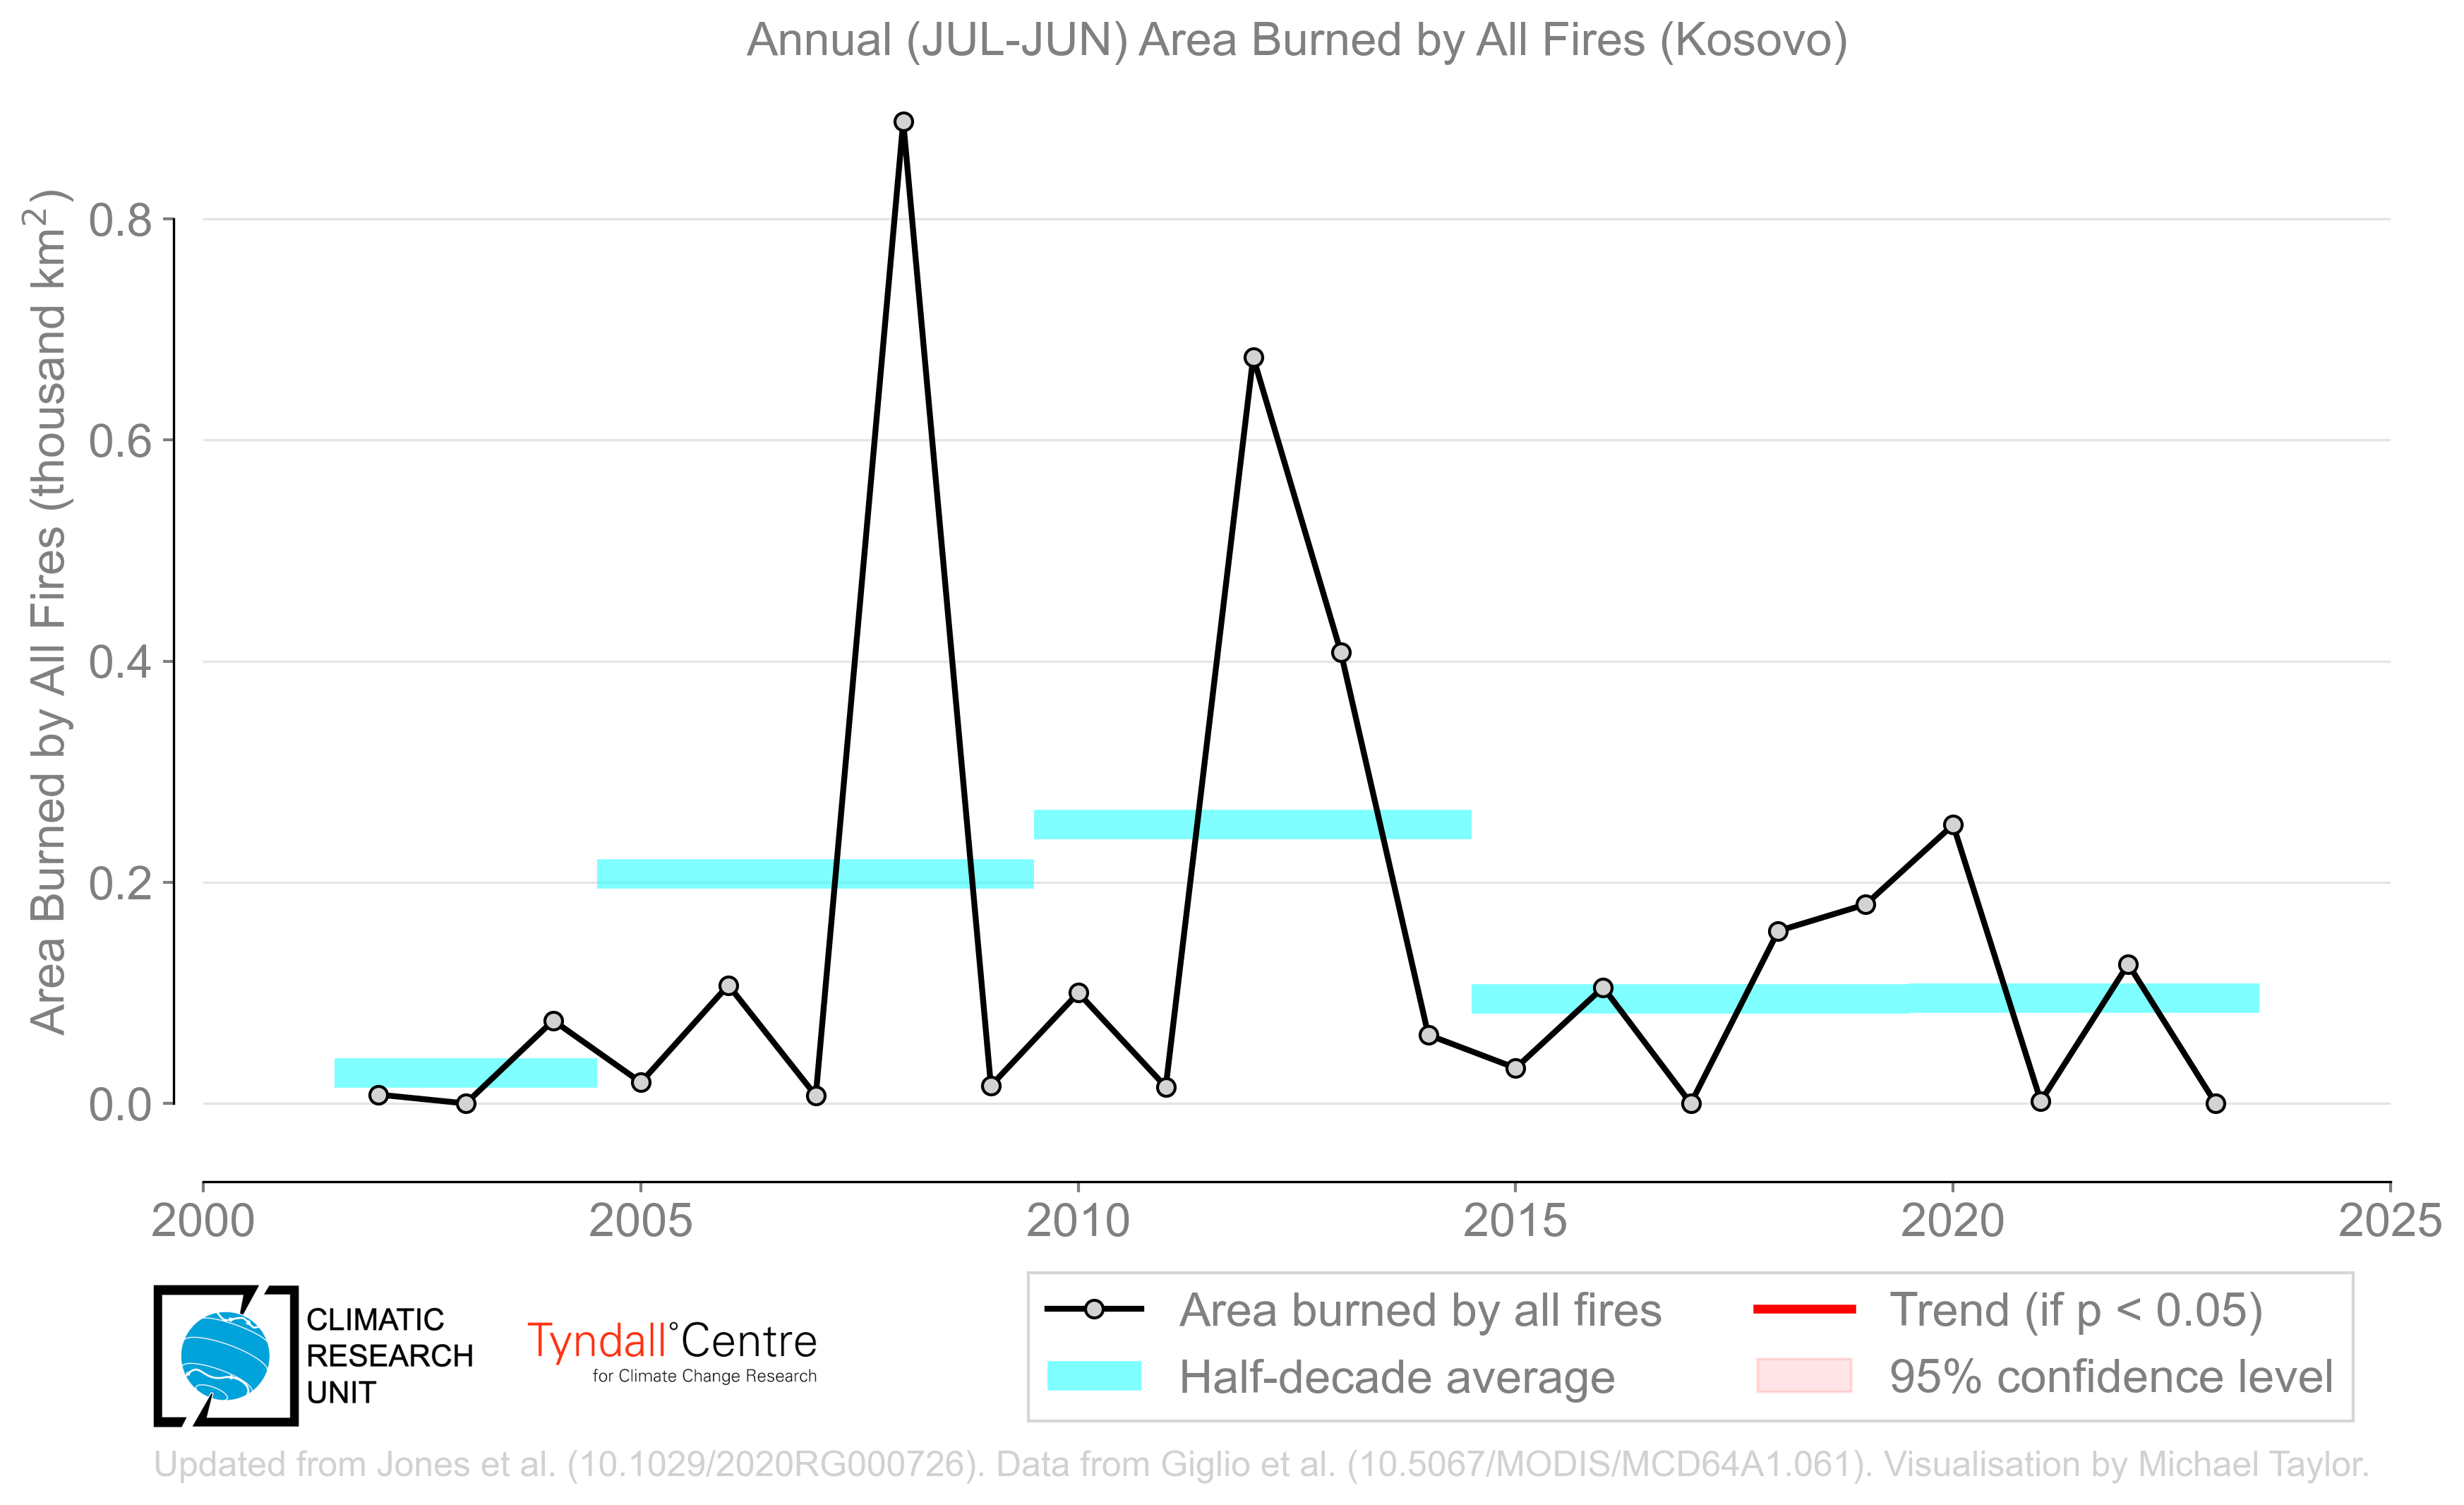 Annual (JUL-JUN) Area Burned by All Fires (Kosovo)
Area Burned by All Fires (thousand km²)
0.8
0.6
0.4
0.2
0.0
2000 2005 2010 2015 2020 2025
CLIMATIC
RESEARCH
UNIT
Tyndall°Centre
for Climate Change Research
Area burned by all fires
Half-decade average
Trend (if p < 0.05)
95% confidence level
Updated from Jones et al. (10.1029/2020RG000726). Data from Giglio et al. (10.5067/MODIS/MCD64A1.061). Visualisation by Michael Taylor.